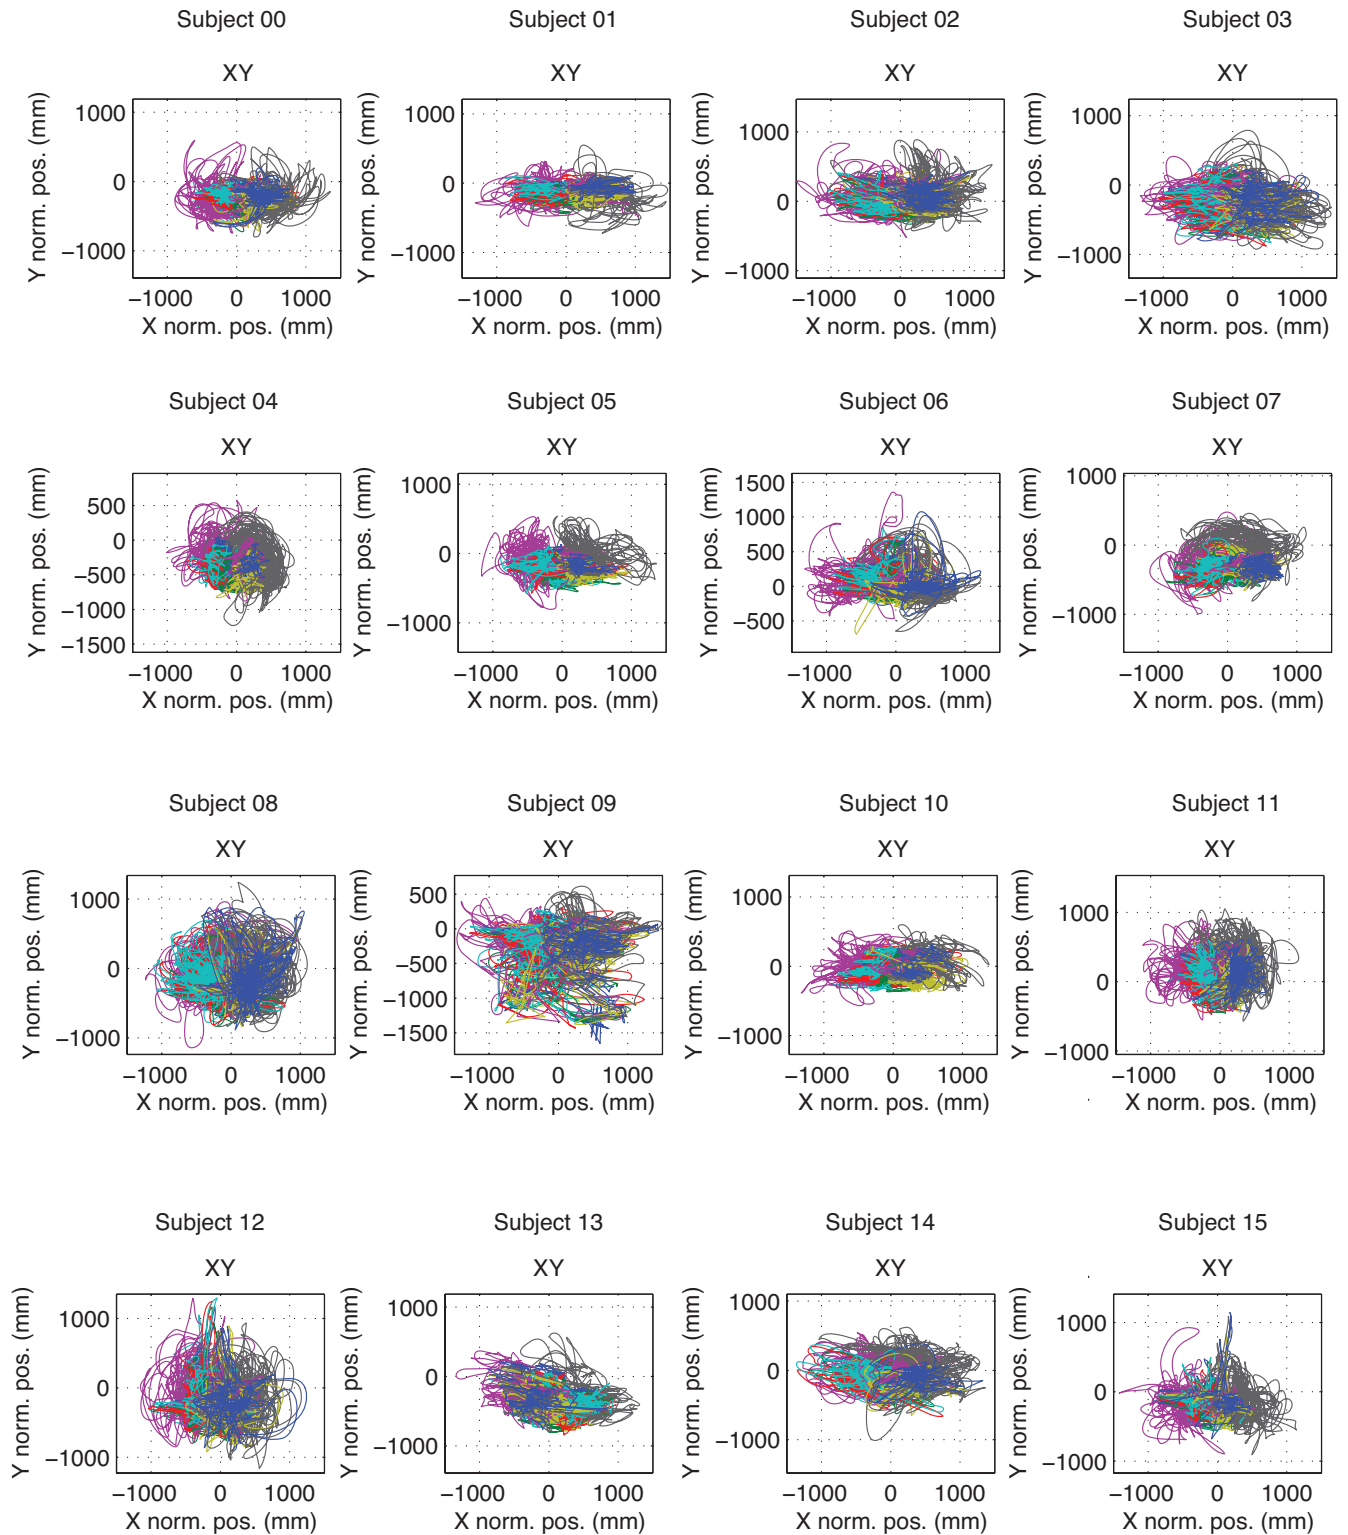 Subject 00 Subject 01 Subject 02 Subject 03
XY XY XY XY
Y norm. pos. (mm) 1000 0 −1000 Y norm. pos. (mm) 1000 0 −1000 Y norm. pos. (mm) 1000 0 −1000 Y norm. pos. (mm) 1000 0 −1000
−1000 0 1000 −1000 0 1000 −1000 0 1000 −1000 0 1000
X norm. pos. (mm) X norm. pos. (mm) X norm. pos. (mm) X norm. pos. (mm)
Subject 04 Subject 05 Subject 06 Subject 07
XY XY XY XY
Y norm. pos. (mm) 500 0 −500 −1000 −1500 Y norm. pos. (mm) 1000 0 −1000 Y norm. pos. (mm) 1500 1000 500 0 −500 Y norm. pos. (mm) 1000 0 −1000
−1000 0 1000 −1000 0 1000 −1000 0 1000 −1000 0 1000
X norm. pos. (mm) X norm. pos. (mm) X norm. pos. (mm) X norm. pos. (mm)
Subject 08 Subject 09 Subject 10 Subject 11
XY XY XY XY
Y norm. pos. (mm) 1000 0 −1000 Y norm. pos. (mm) 500 0 −500 −1000 −1500 Y norm. pos. (mm) 1000 0 −1000 Y norm. pos. (mm) 1000 0 −1000
−1000 0 1000 −1000 0 1000 −1000 0 1000 −1000 0 1000
X norm. pos. (mm) X norm. pos. (mm) X norm. pos. (mm) X norm. pos. (mm)
Subject 12 Subject 13 Subject 14 Subject 15
XY XY XY XY
Y norm. pos. (mm) 1000 0 −1000 Y norm. pos. (mm) 1000 0 −1000 Y norm. pos. (mm) 1000 0 −1000 Y norm. pos. (mm) 1000 0 −1000
−1000 0 1000 −1000 0 1000 −1000 0 1000 −1000 0 1000
X norm. pos. (mm) X norm. pos. (mm) X norm. pos. (mm) X norm. pos. (mm)